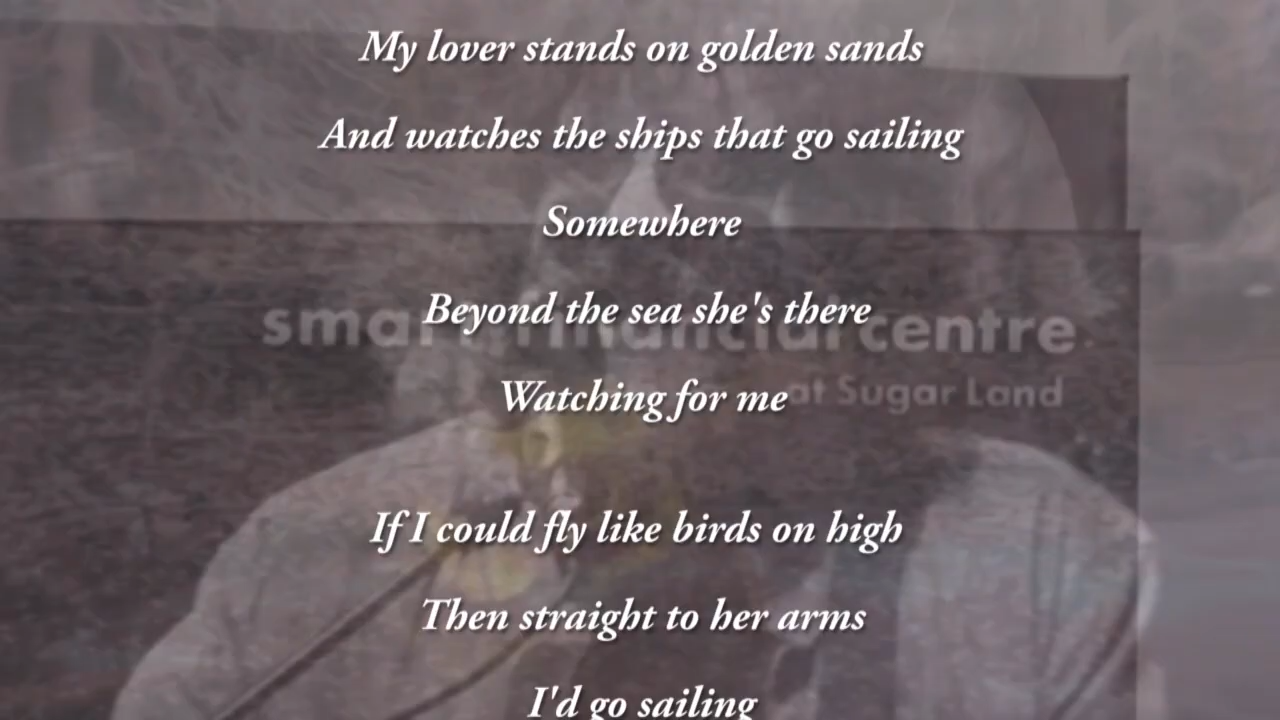 My lover stands on golden sands
And watches the ships that go sailing
Somewhere
Beyond the sea she's there
centre
Watching for me
at Sugar Land
If I could fly like birds on high
Then straight to her arms
I'd go sailing